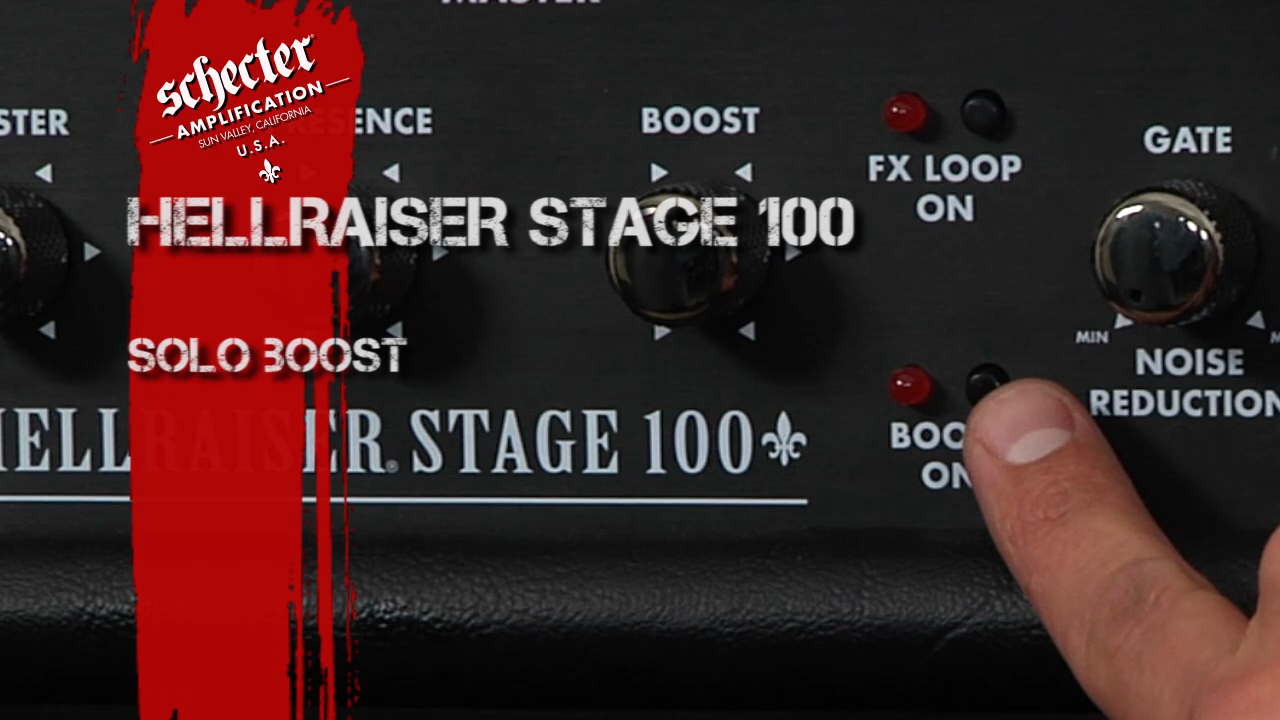 MASTER
schecter
AMPLIFICATION
SUN VALLEY, CALIFORNIA
U.S.A.
STER
ENCE
BOOST
FX LOOP
ON
GATE
HELLRAISER STAGE 100
MIN
NOISE
REDUCTION
SOLO BOOST
BOO
ON
HELLRAISER® STAGE 100